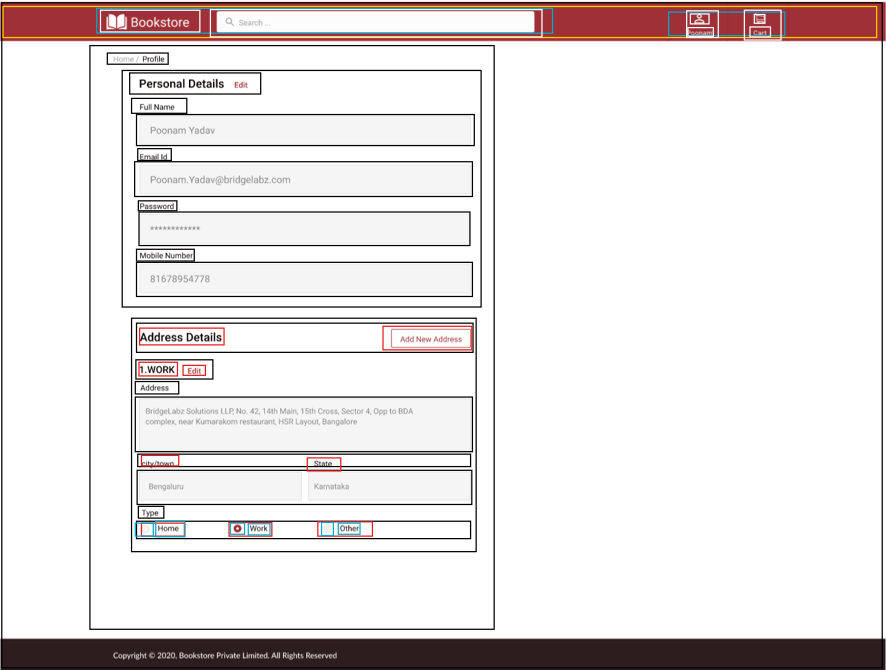 Bookstore
Search ...
Poonam
Cart
Home / Profile
Personal Details Edit
Full Name
Poonam Yadav
Email Id
Poonam.Yadav@bridgelabz.com
Password
************
Mobile Number
81678954778
Address Details
Add New Address
1.WORK Edit
Address
BridgeLabz Solutions LLP, No. 42, 14th Main, 15th Cross, Sector 4, Opp to BDA
complex, near Kumarakom restaurant, HSR Layout, Bangalore
city/town State
Bengaluru Karnataka
Type
Home Work Other
Copyright © 2020, Bookstore Private Limited. All Rights Reserved